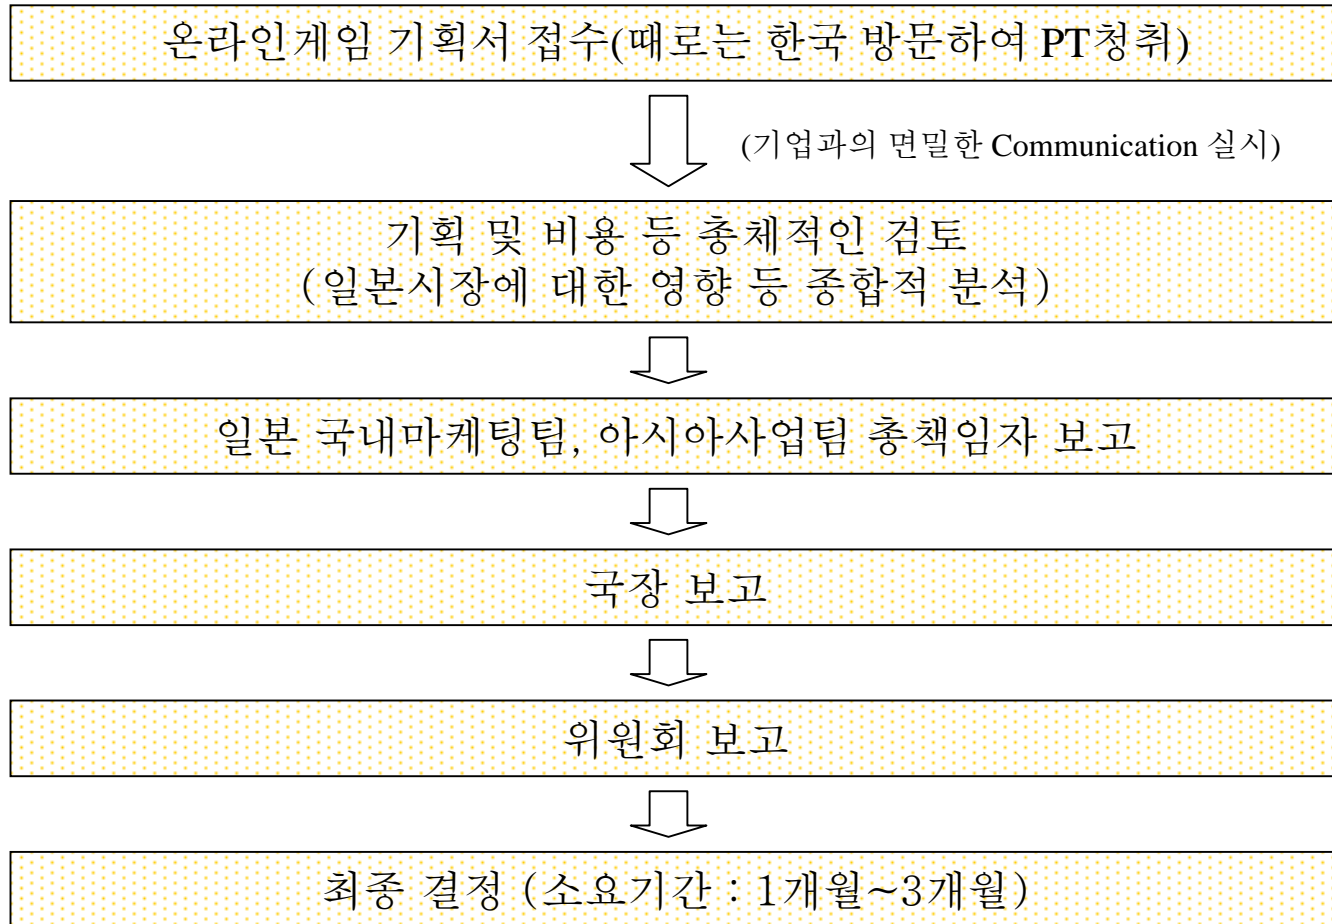 온라인게임 기획서 접수(때로는 한국 방문하여 PT청취)
(기업과의 면밀한 Communication 실시)
기획 및 비용 등 총체적인 검토
(일본시장에 대한 영향 등 종합적 분석)
일본 국내마케팅팀, 아시아사업팀 총책임자 보고
국장 보고
위원회 보고
최종 결정 (소요기간 : 1개월~3개월)